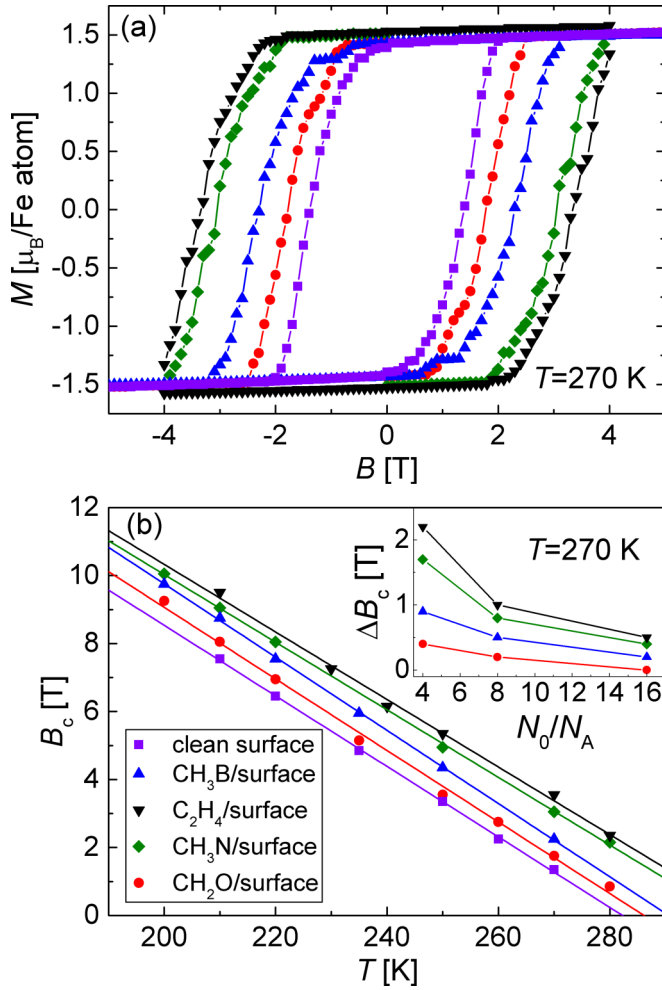 (a)
M [μB/Fe atom]
1.5
1.0
0.5
0.0
-0.5
-1.0
-1.5
T=270 K
-4 -2 0 2 4
B [T]
(b)
Bc [T]
12
10
8
6
4
2
0
clean surface
CH3B/surface
C2H4/surface
CH3N/surface
CH2O/surface
T=270 K
ΔBc [T]
2
1
0
4 6 8 10 12 14 16
N0/NA
200 220 240 260 280
T [K]